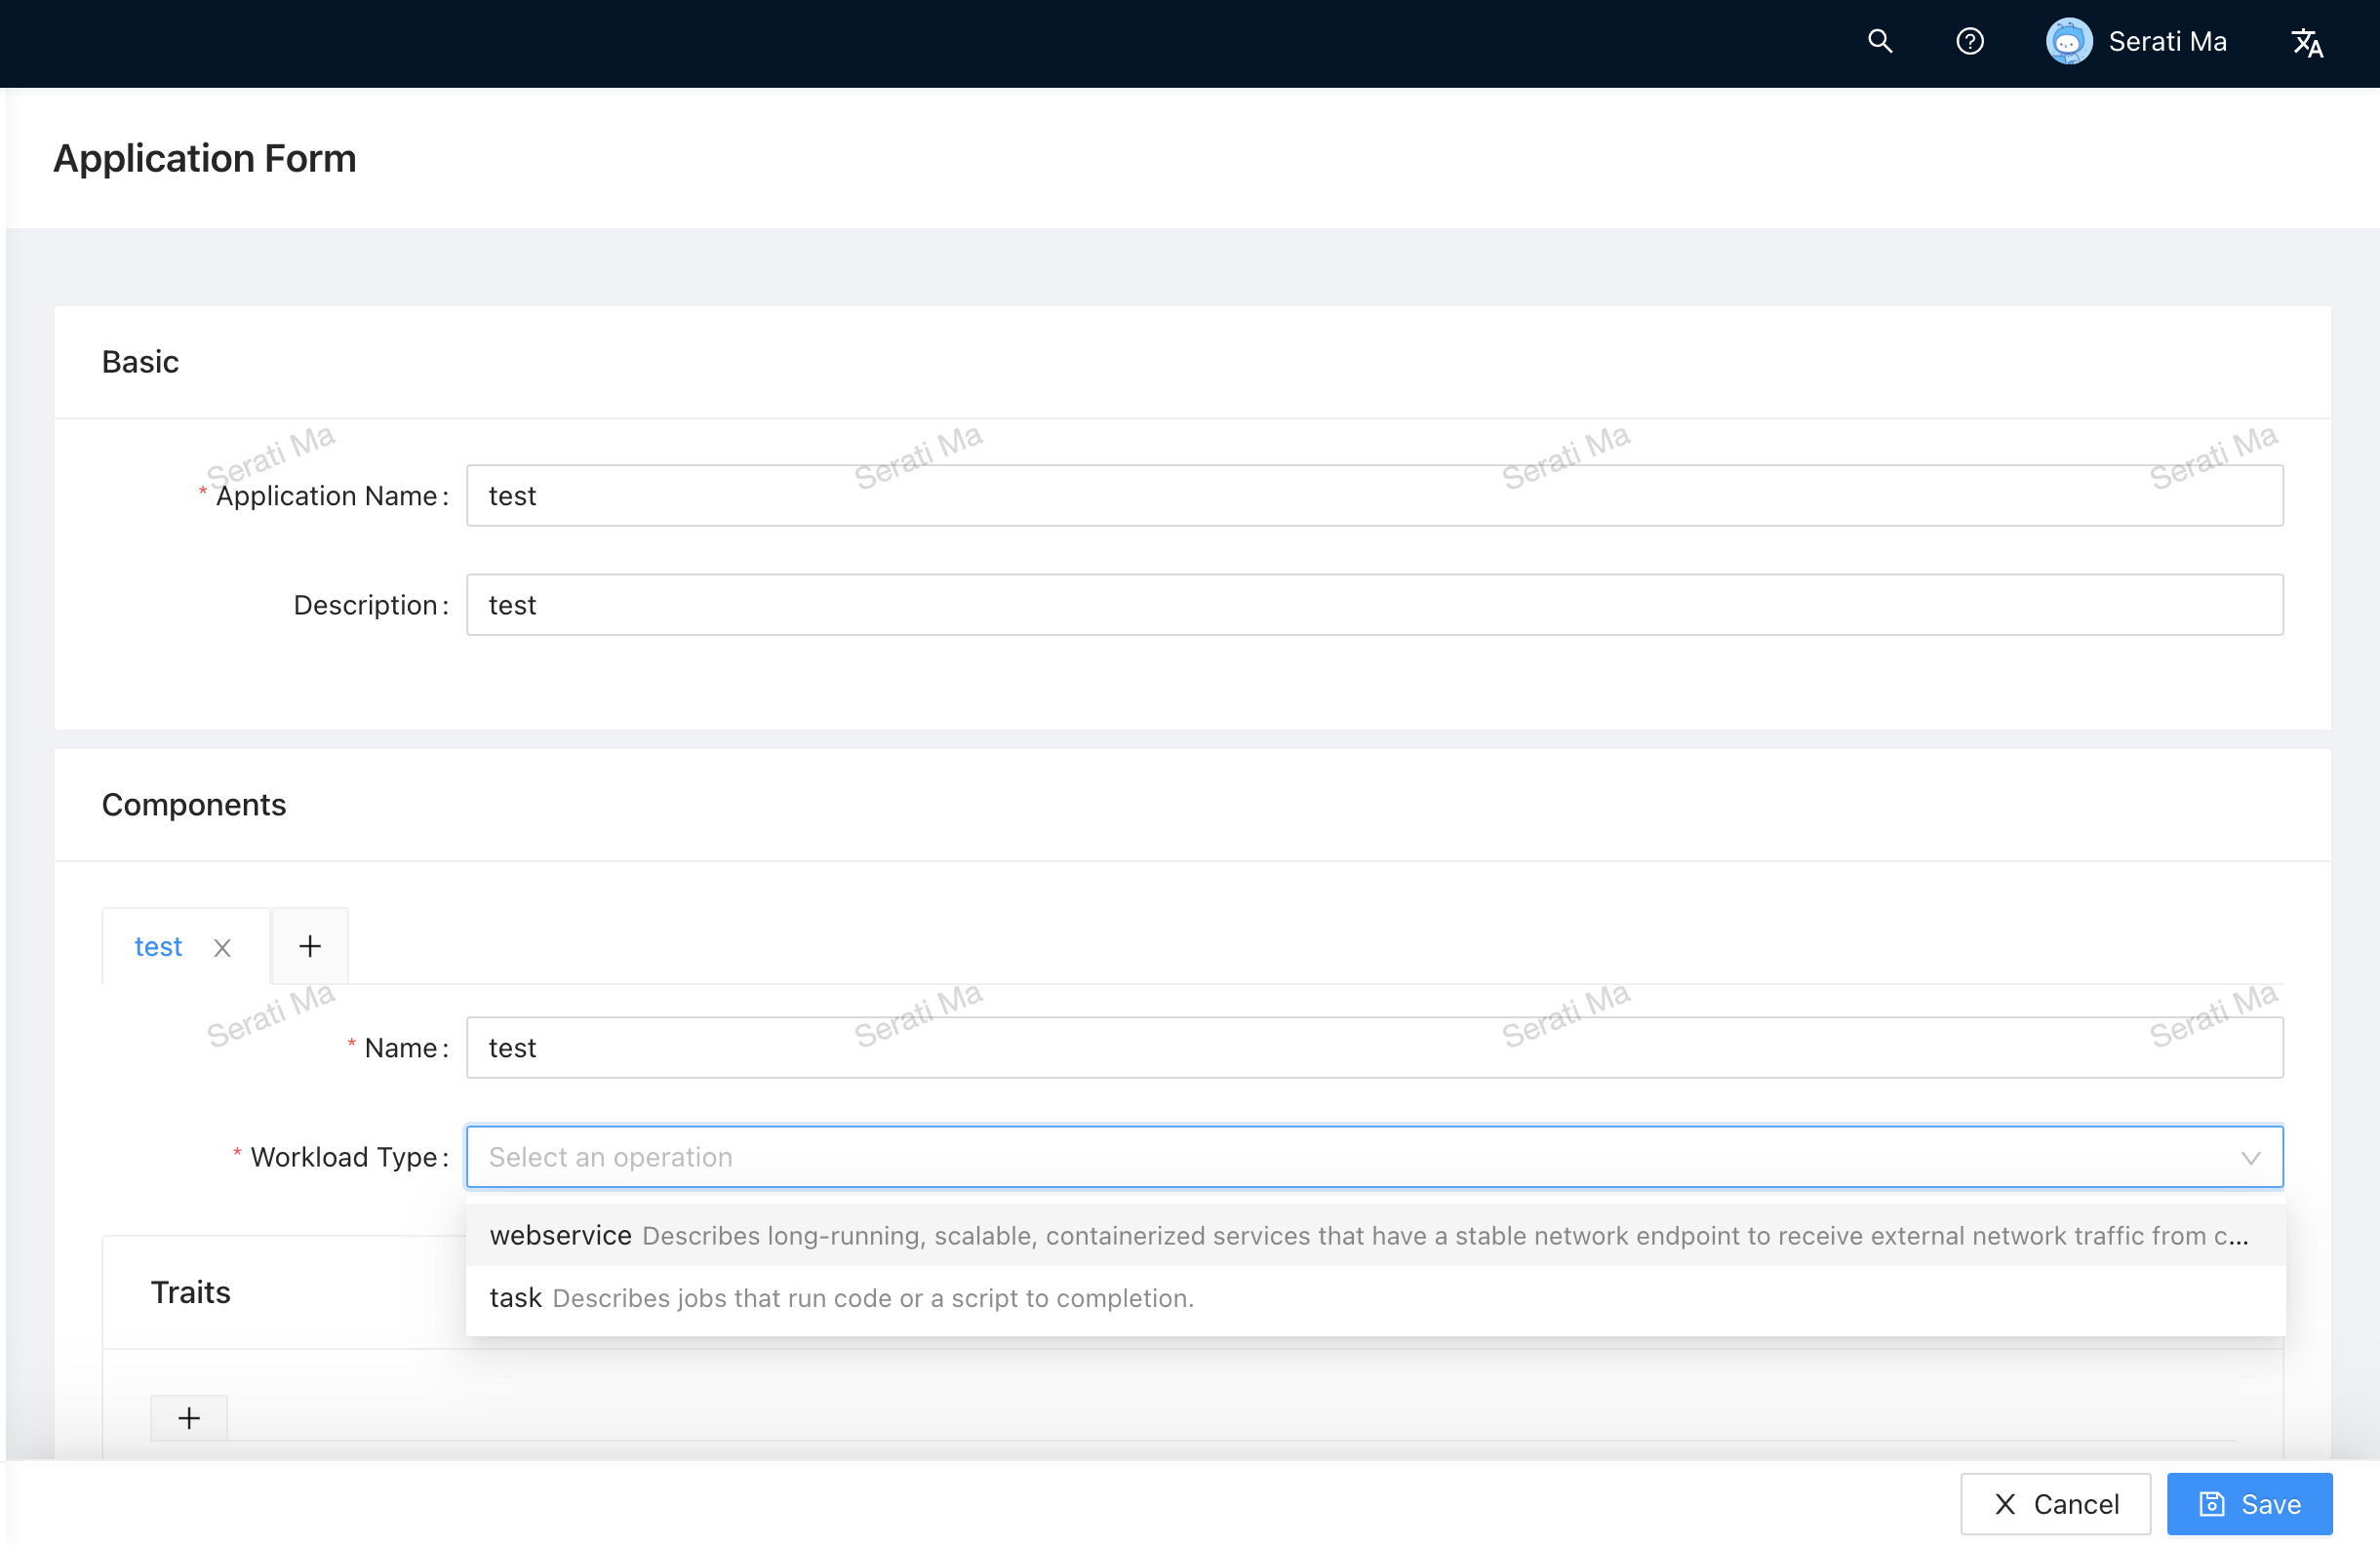 Serati Ma
Application Form
Basic
Serati Ma Serati Ma Serati Ma Serati Ma
* Application Name: test
Description: test
Components
test
Serati Ma Serati Ma Serati Ma Serati Ma
* Name: test
* Workload Type: Select an operation
webservice Describes long-running, scalable, containerized services that have a stable network endpoint to receive external network traffic from c...
task Describes jobs that run code or a script to completion.
Traits
Cancel Save